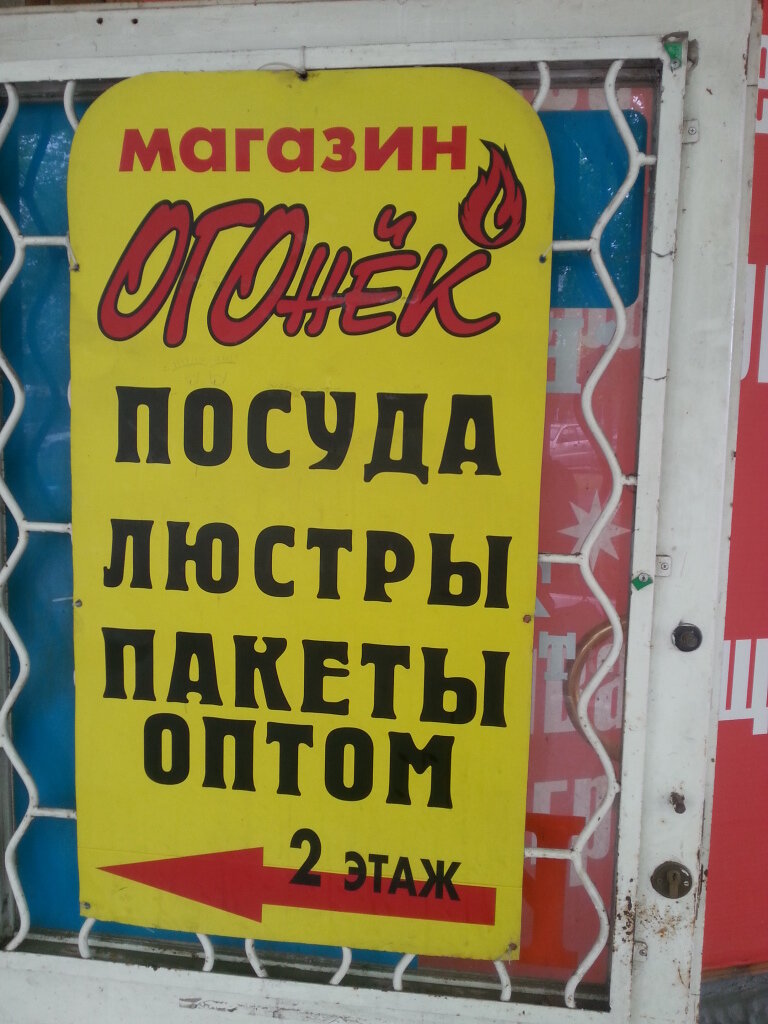 магазин
ОГОНЁК
ПОСУДА
ЛЮСТРЫ
ПАКЕТЫ
ОПТОМ
2 ЭТАЖ